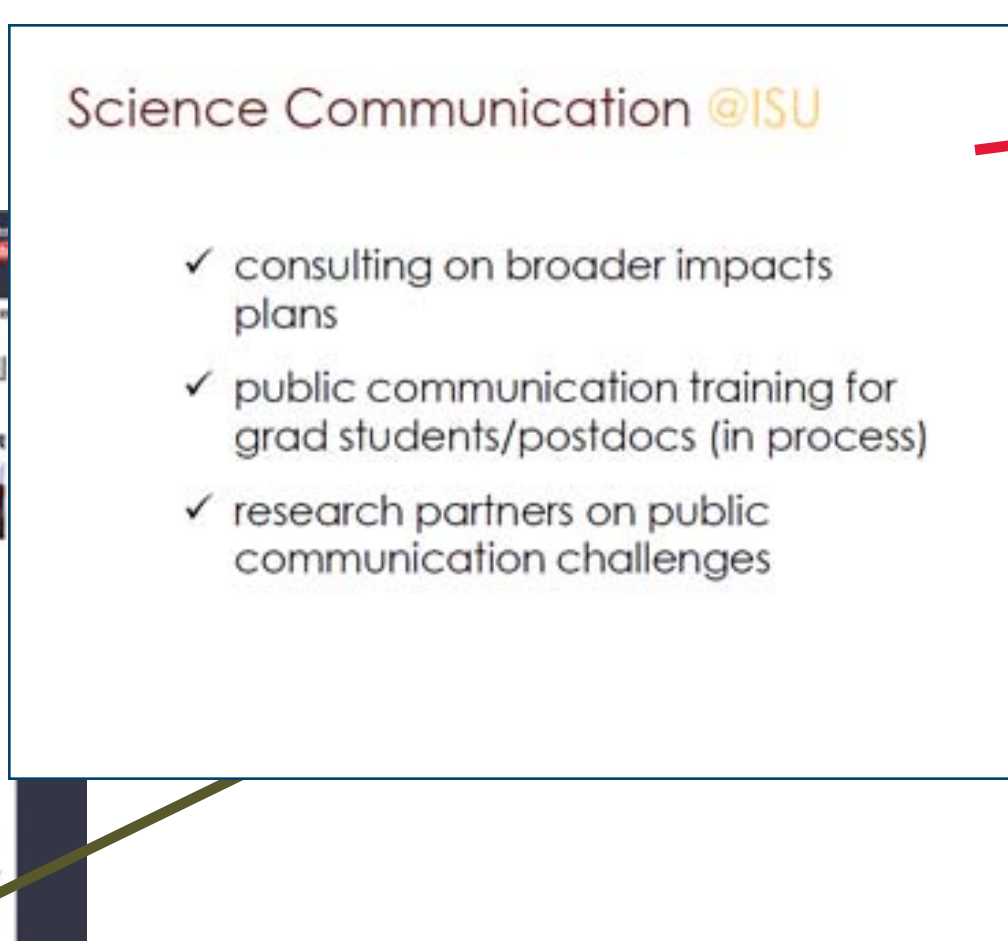 Science Communication @ISU
✓ consulting on broader impacts
plans
✓ public communication training for
grad students/postdocs (in process)
✓ research partners on public
communication challenges